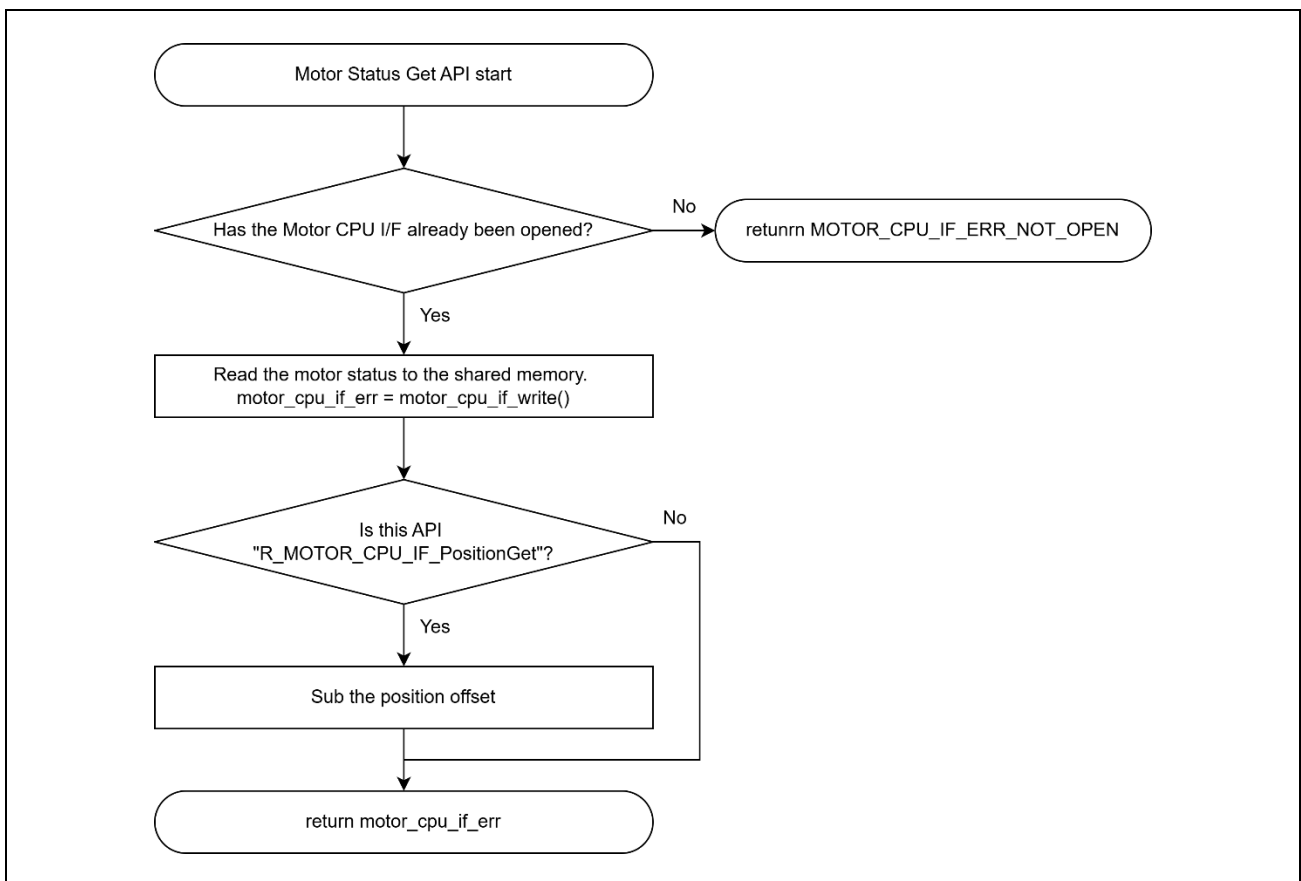 Motor Status Get API start
Has the Motor CPU I/F already been opened?
No
retunrn MOTOR_CPU_IF_ERR_NOT_OPEN
Yes
Read the motor status to the shared memory.
motor_cpu_if_err = motor_cpu_if_write()
Is this API
"R_MOTOR_CPU_IF_PositionGet"?
No
Yes
Sub the position offset
return motor_cpu_if_err